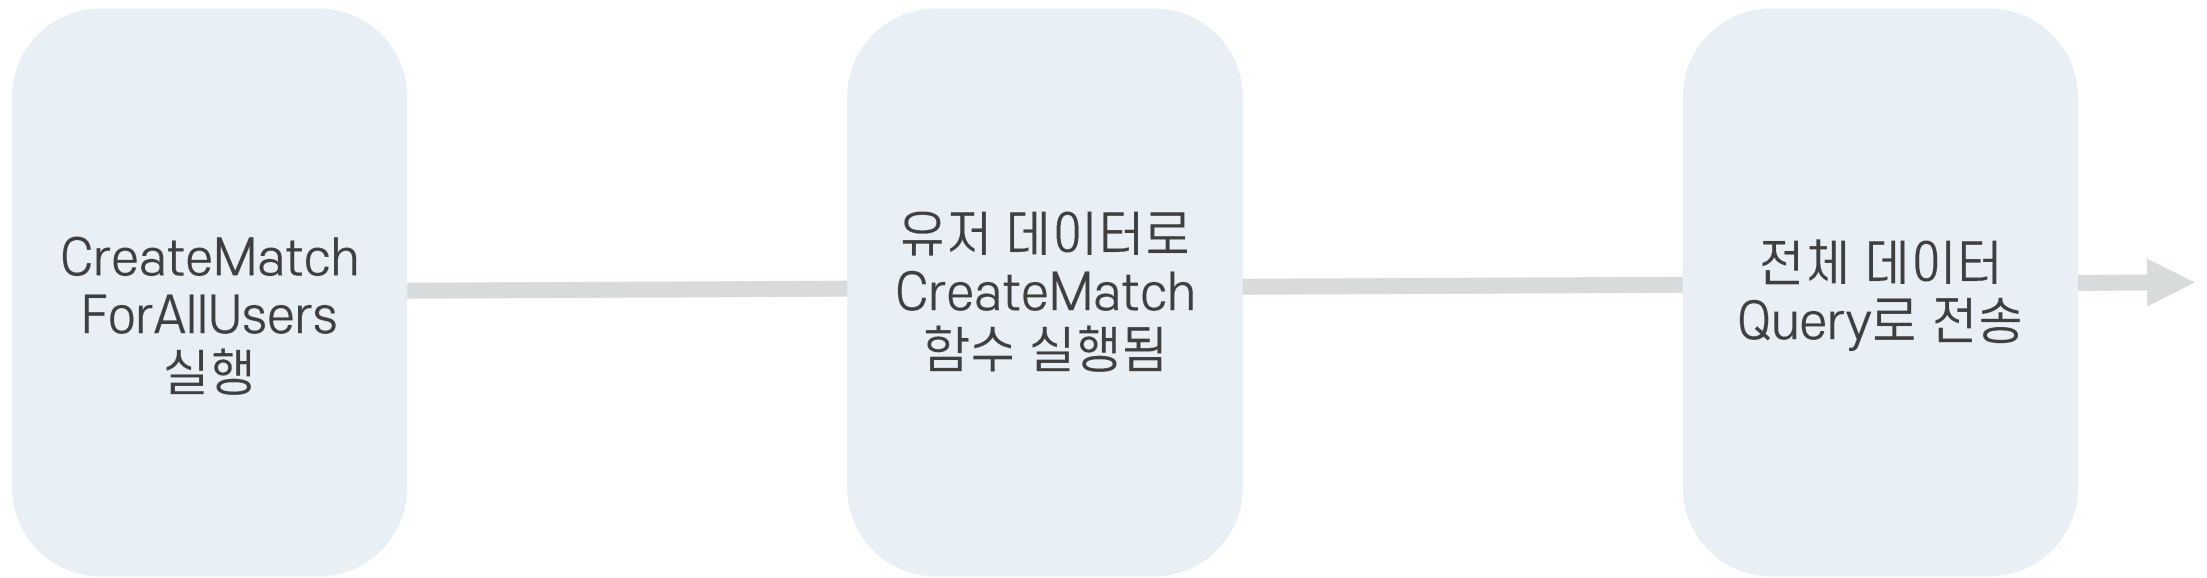 CreateMatch
ForAllUsers
실행
유저 데이터로
CreateMatch
함수 실행됨
전체 데이터
Query로 전송